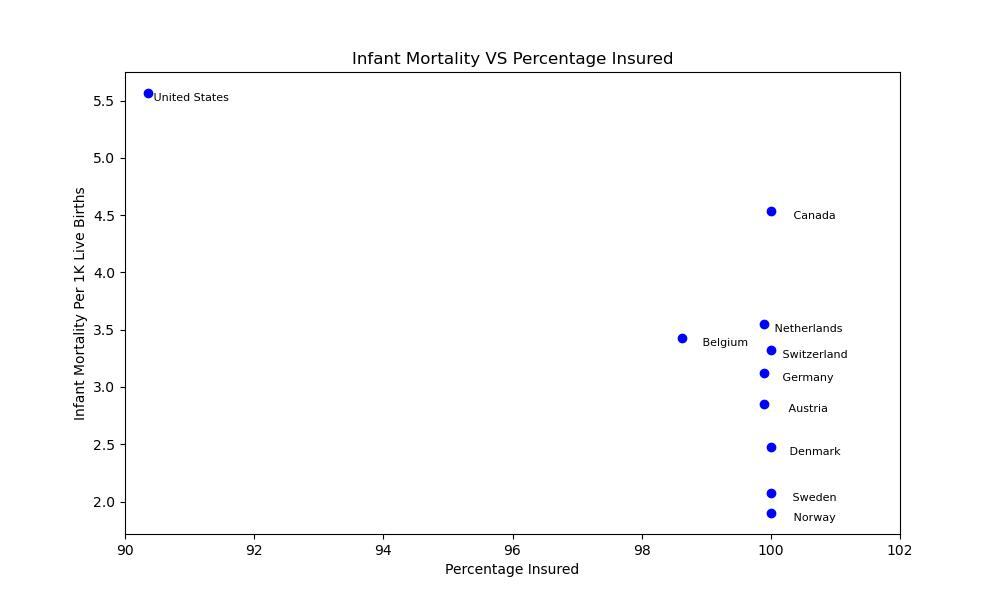 Infant Mortality VS Percentage Insured
5.5
5.0
4.5
4.0
3.5
3.0
2.5
2.0
Infant Mortality Per 1K Live Births
United States
Canada
Netherlands
Belgium
Switzerland
Germany
Austria
Denmark
Sweden
Norway
90 92 94 96 98 100 102
Percentage Insured